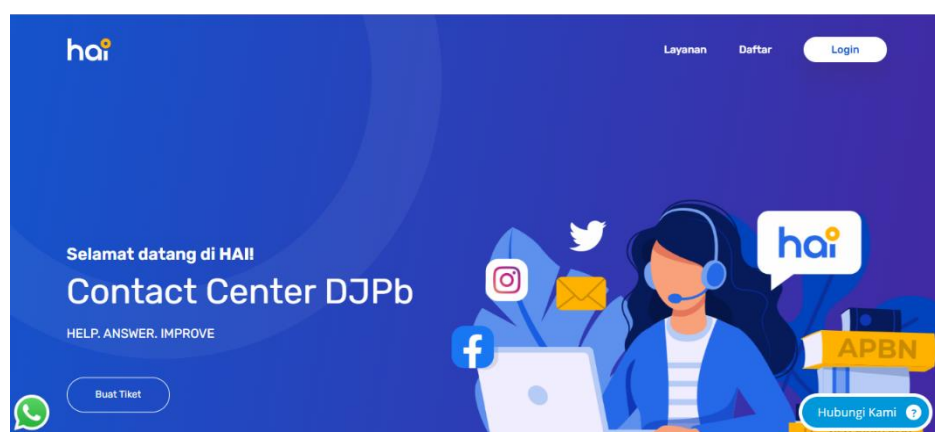 hai
Layanan
Daftar
Login
Selamat datang di HAI!
Contact Center DJPb
HELP. ANSWER. IMPROVE
Buat Tiket
hai
APBN
Hubungi Kami ?